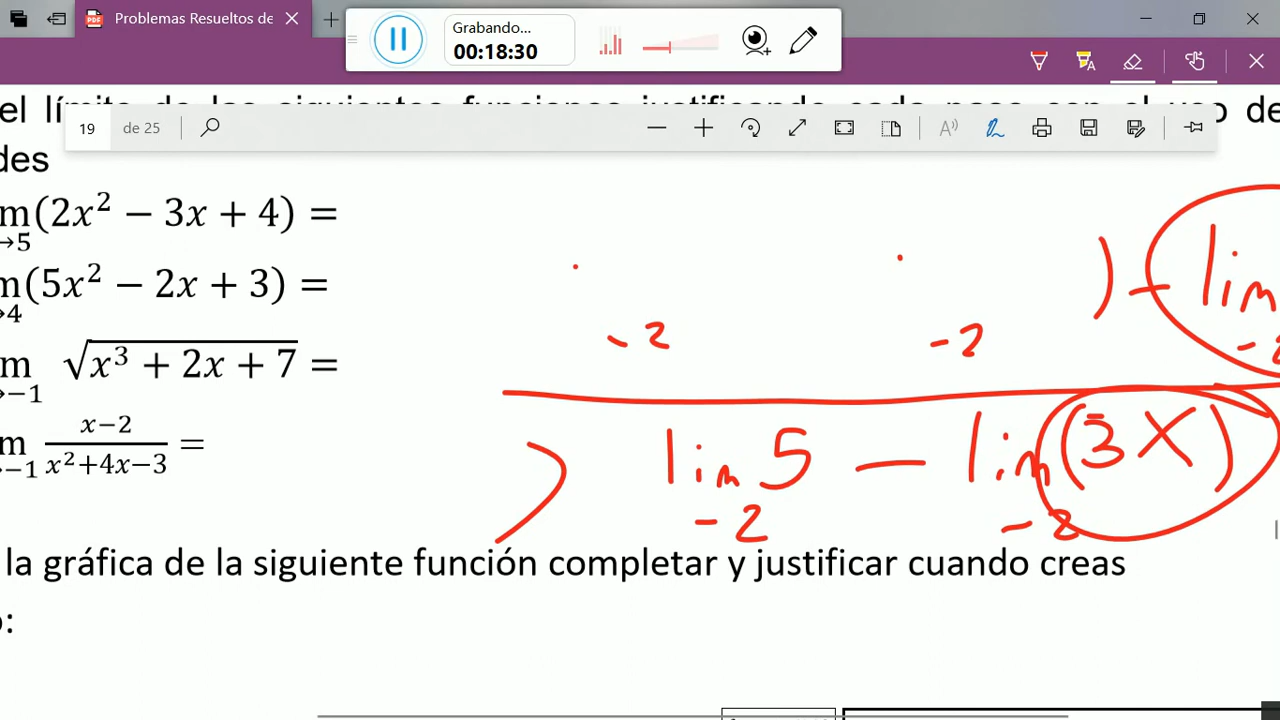 Problemas Resueltos de
Grabando...
00:18:30
19 de 25
el límite de las siguientes funciones justificando cada paso con el uso de
des
m(2x² − 3x + 4) =
→5
m(5x² − 2x + 3) =
→4
m √(x³ + 2x + 7) =
→−1
m x−2 / x²+4x−3 =
→−1
) − lim
-2 -2 -2
lim 5 − lim (3X)
-2 -2
la gráfica de la siguiente función completar y justificar cuando creas
o: